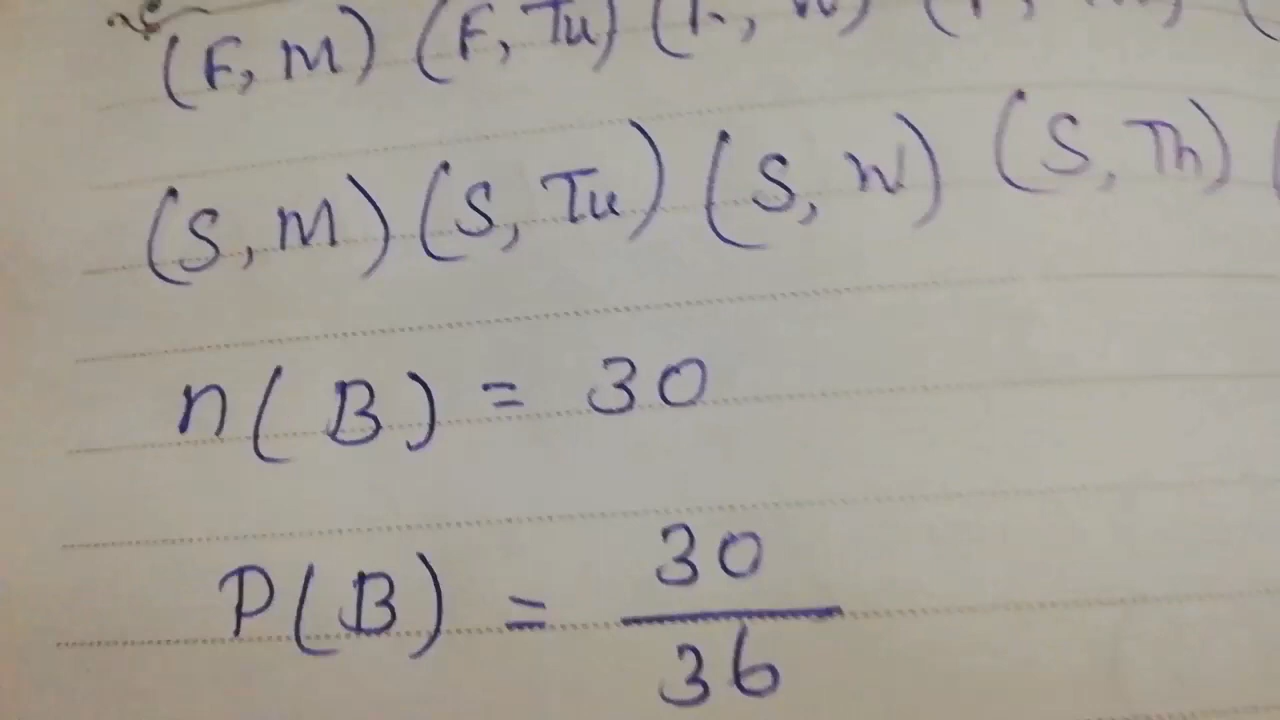 (F, M) (F, Tu)
(S, M) (S, Tu) (S, W) (S, Th) (
n(B) = 30
P(B) = 30/36